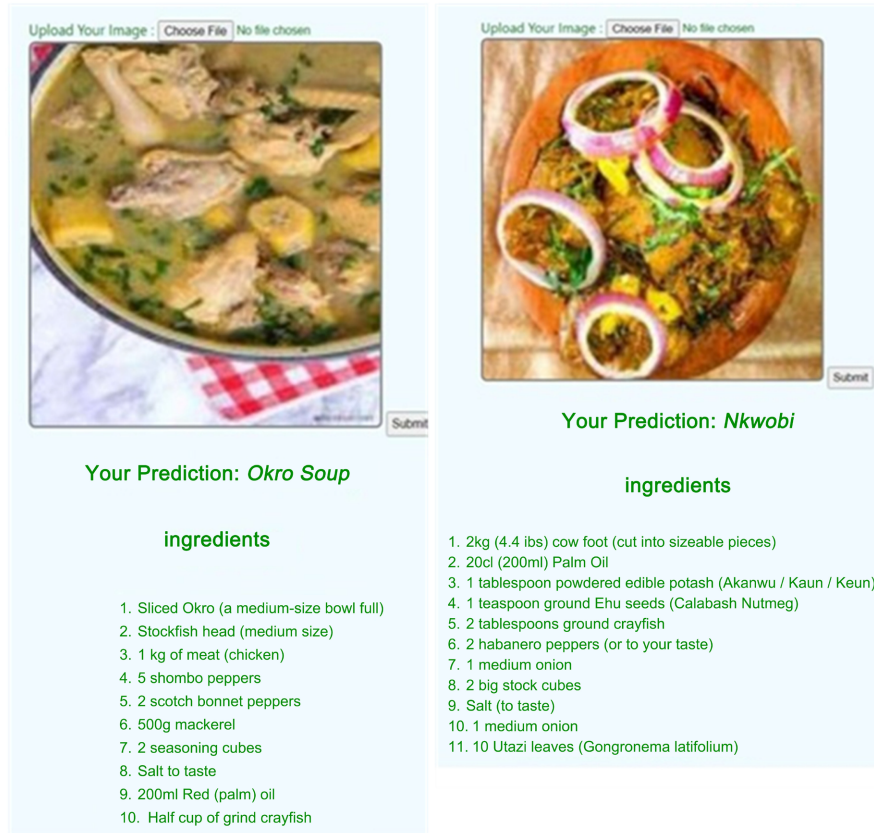 Upload Your Image : Choose File No file chosen
Submit
Your Prediction: Okro Soup
ingredients
1. Sliced Okro (a medium-size bowl full)
2. Stockfish head (medium size)
3. 1 kg of meat (chicken)
4. 5 shombo peppers
5. 2 scotch bonnet peppers
6. 500g mackerel
7. 2 seasoning cubes
8. Salt to taste
9. 200ml Red (palm) oil
10. Half cup of grind crayfish
Upload Your Image : Choose File No file chosen
Submit
Your Prediction: Nkwobi
ingredients
1. 2kg (4.4 ibs) cow foot (cut into sizeable pieces)
2. 20cl (200ml) Palm Oil
3. 1 tablespoon powdered edible potash (Akanwu / Kaun / Keun)
4. 1 teaspoon ground Ehu seeds (Calabash Nutmeg)
5. 2 tablespoons ground crayfish
6. 2 habanero peppers (or to your taste)
7. 1 medium onion
8. 2 big stock cubes
9. Salt (to taste)
10. 1 medium onion
11. 10 Utazi leaves (Gongronema latifolium)